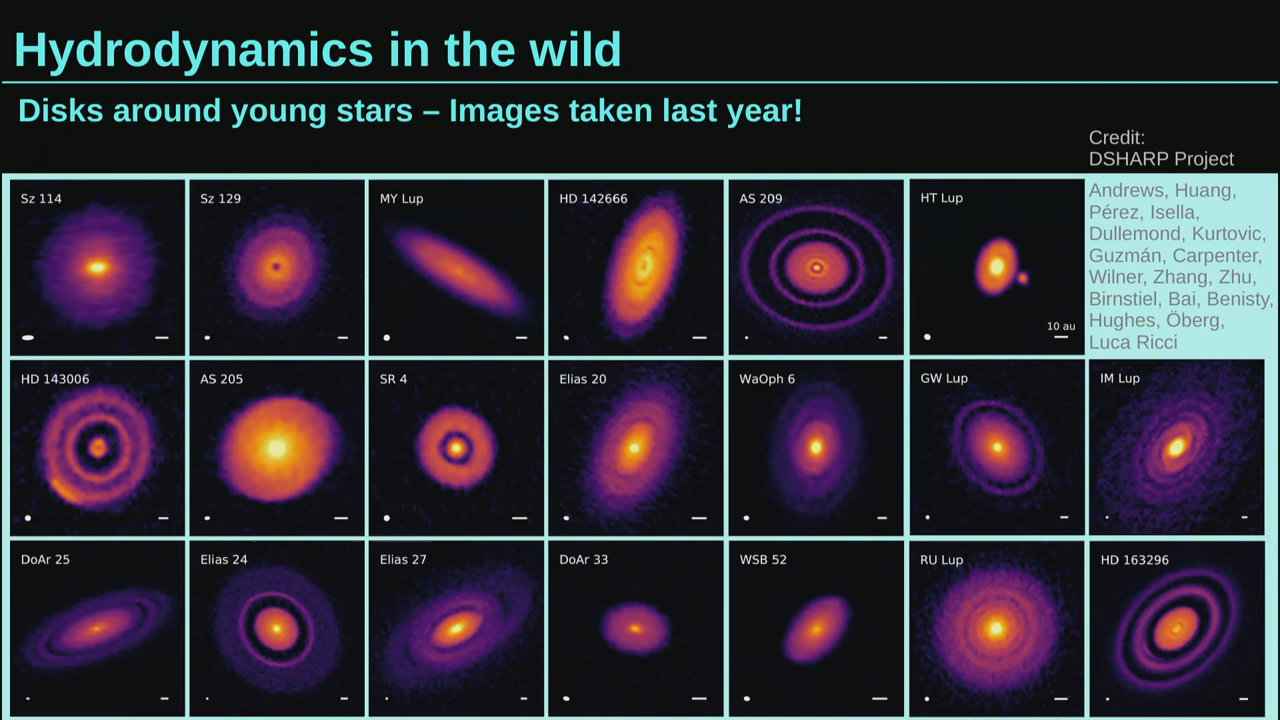 Hydrodynamics in the wild
Disks around young stars – Images taken last year!
Credit:
DSHARP Project
Andrews, Huang,
Pérez, Isella,
Dullemond, Kurtovic,
Guzmán, Carpenter,
Wilner, Zhang, Zhu,
Birnstiel, Bai, Benisty,
Hughes, Öberg,
Luca Ricci
Sz 114
Sz 129
MY Lup
HD 142666
AS 209
HT Lup
10 au
HD 143006
AS 205
SR 4
Elias 20
WaOph 6
GW Lup
IM Lup
DoAr 25
Elias 24
Elias 27
DoAr 33
WSB 52
RU Lup
HD 163296